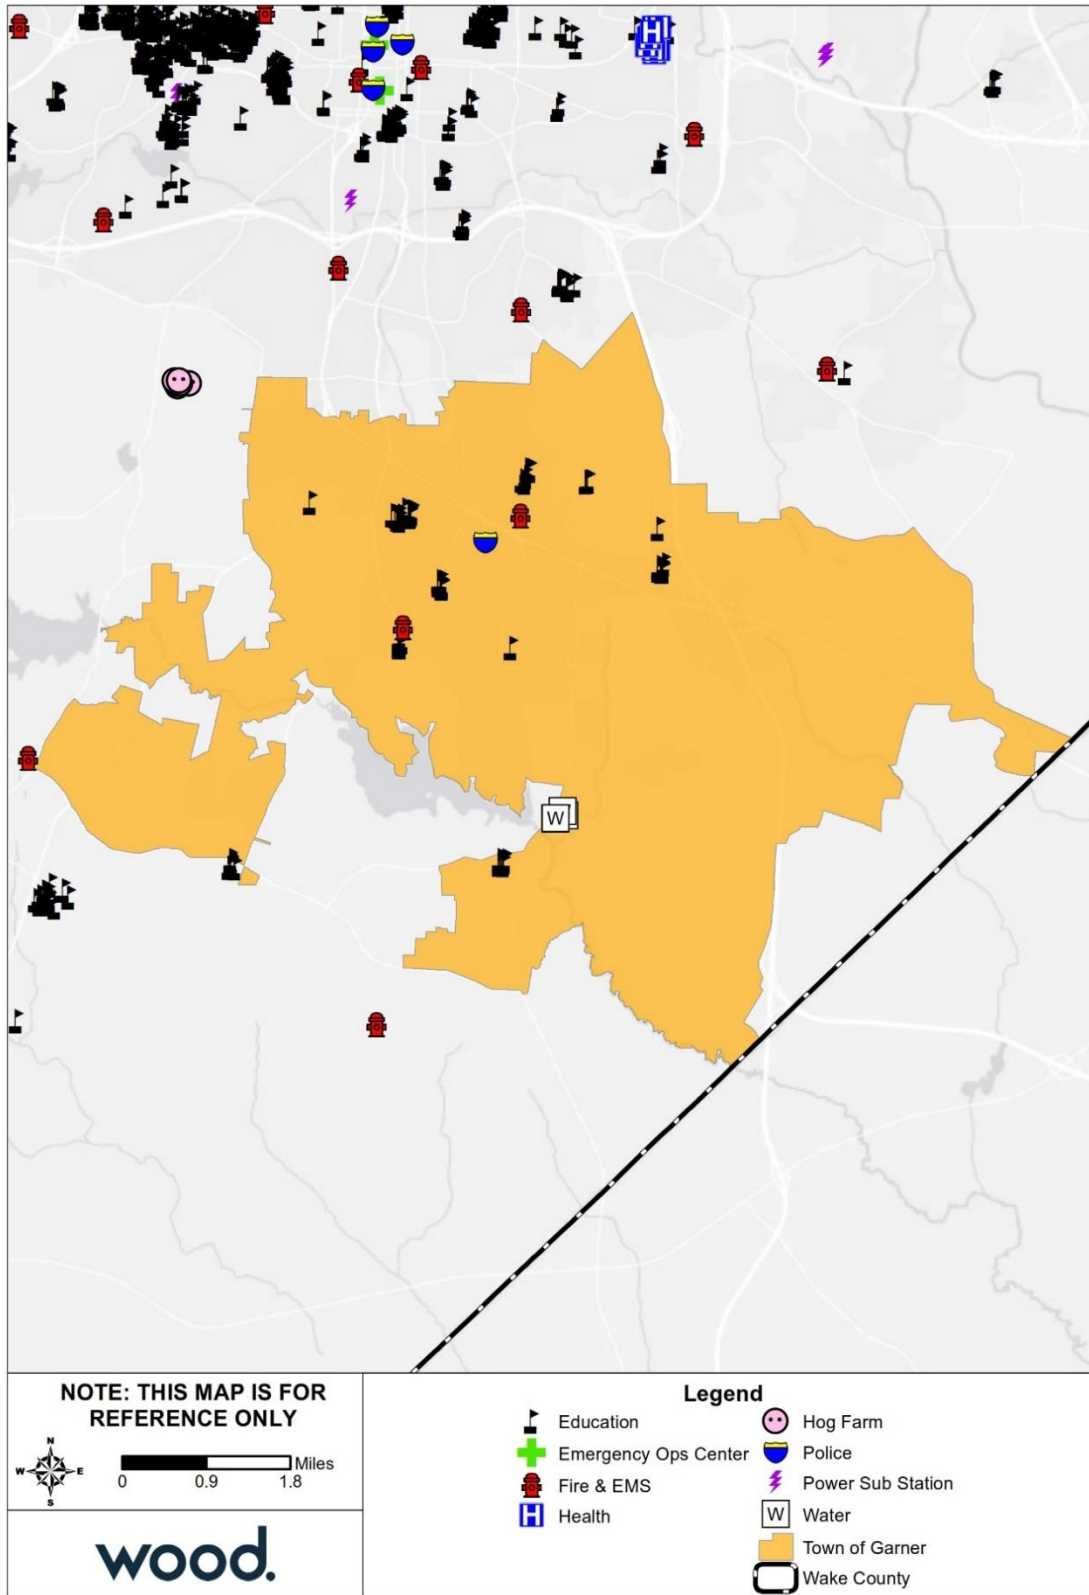 H
W
NOTE: THIS MAP IS FOR
REFERENCE ONLY
N
W E
S
Miles
0 0.9 1.8
wood.
Legend
Education
Emergency Ops Center
Fire & EMS
H Health
Hog Farm
Police
Power Sub Station
W Water
Town of Garner
Wake County